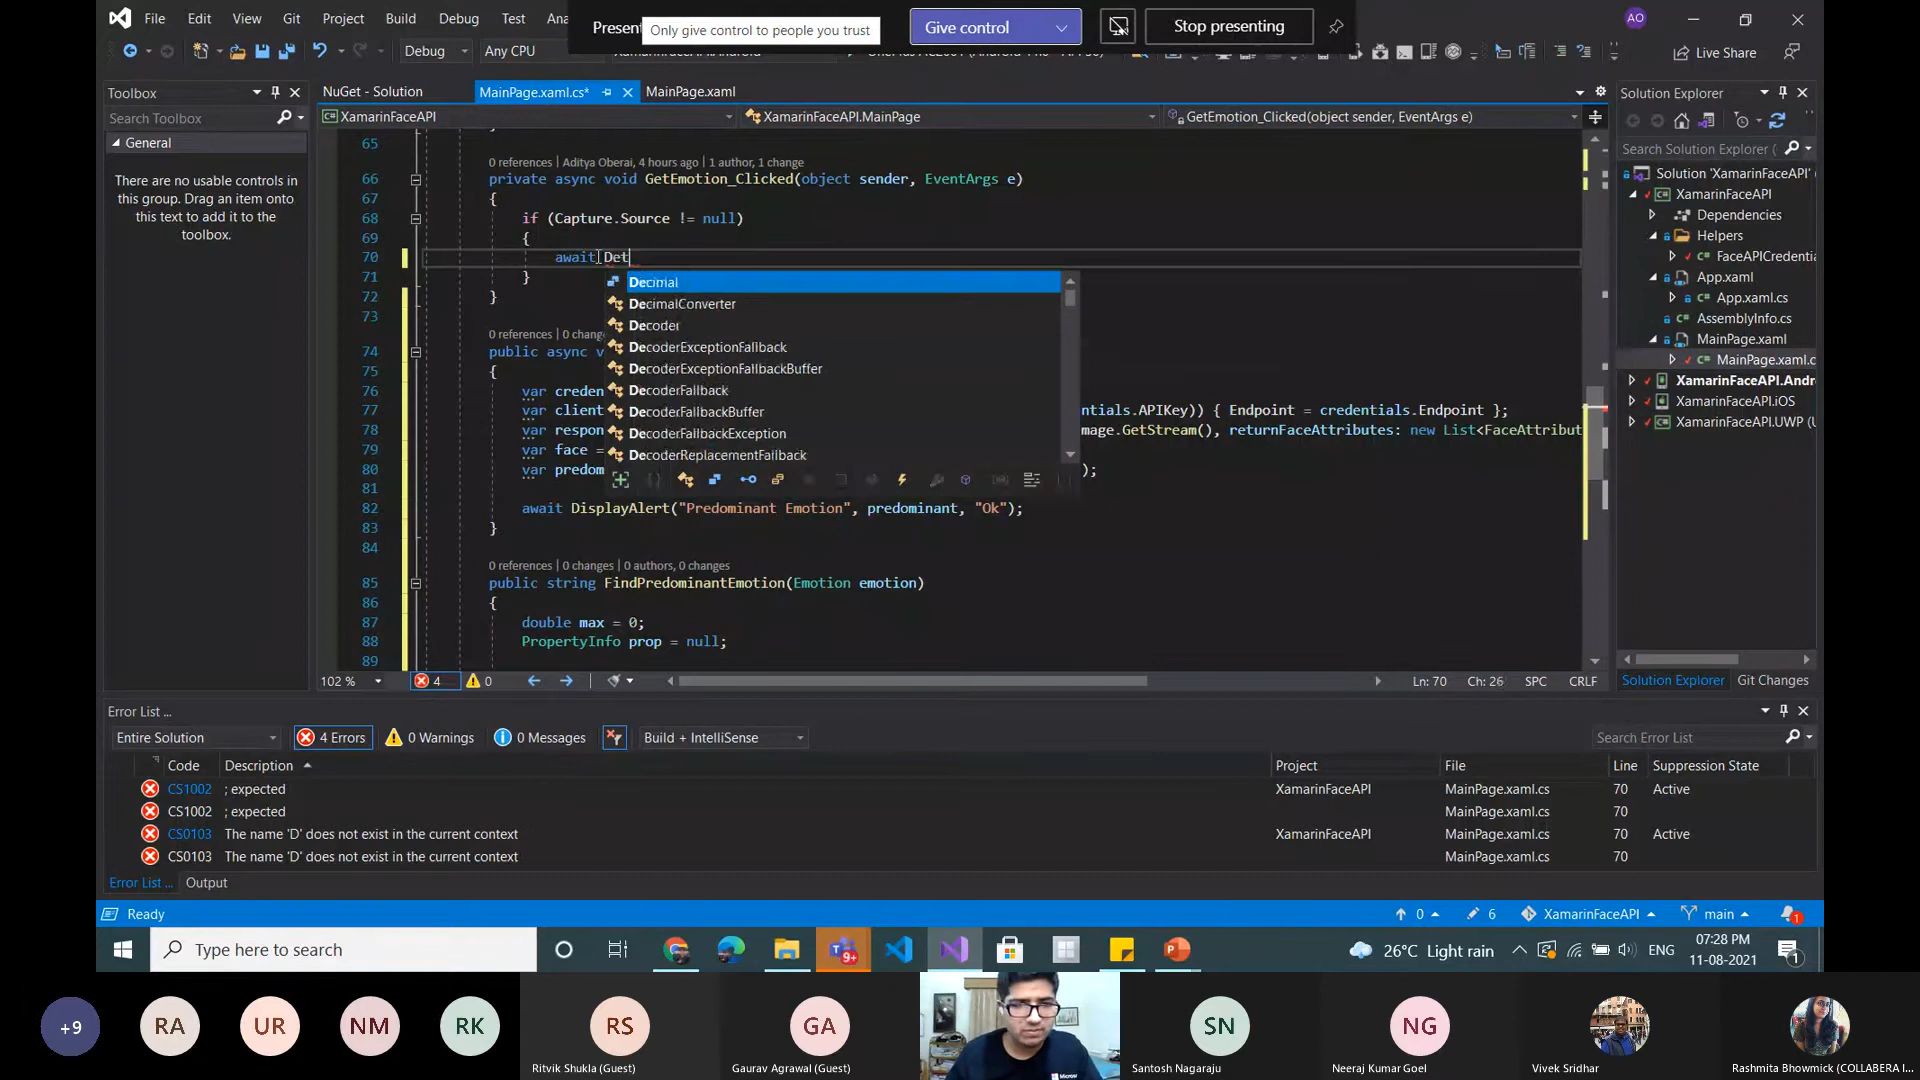 File Edit View Git Project Build Debug Test
Only give control to people you trust
Give control
Stop presenting
AO
Debug
Any CPU
Live Share
Toolbox
Search Toolbox
General
There are no usable controls in
this group. Drag an item onto
this text to add it to the
toolbox.
NuGet - Solution MainPage.xaml.cs* MainPage.xaml
XamarinFaceAPI XamarinFaceAPI.MainPage GetEmotion_Clicked(object sender, EventArgs e)
65
0 references | Aditya Oberai, 4 hours ago | 1 author, 1 change
66 private async void GetEmotion_Clicked(object sender, EventArgs e)
67 {
68 if (Capture.Source != null)
69 {
70 await Det
71 }
72 }
73
0 references | 0 change
74 public async v
75 {
76 var creden
77 var client ntials.APIKey)) { Endpoint = credentials.Endpoint };
78 var respon mage.GetStream(), returnFaceAttributes: new List<FaceAttribut
79 var face =
80 var predom );
81
82 await DisplayAlert("Predominant Emotion", predominant, "Ok");
83 }
84
0 references | 0 changes | 0 authors, 0 changes
85 public string FindPredominantEmotion(Emotion emotion)
86 {
87 double max = 0;
88 PropertyInfo prop = null;
89
Decimal
DecimalConverter
Decoder
DecoderExceptionFallback
DecoderExceptionFallbackBuffer
DecoderFallback
DecoderFallbackBuffer
DecoderFallbackException
DecoderReplacementFallback
102 % 4 0 Ln: 70 Ch: 26 SPC CRLF
Solution Explorer
Search Solution Explorer (
Solution 'XamarinFaceAPI' (
XamarinFaceAPI
Dependencies
Helpers
FaceAPICredentia
App.xaml
App.xaml.cs
AssemblyInfo.cs
MainPage.xaml
MainPage.xaml.c
XamarinFaceAPI.Andr
XamarinFaceAPI.iOS
XamarinFaceAPI.UWP (U
Solution Explorer Git Changes
Error List ...
Entire Solution 4 Errors 0 Warnings 0 Messages Build + IntelliSense Search Error List
Code Description Project File Line Suppression State
CS1002 ; expected XamarinFaceAPI MainPage.xaml.cs 70 Active
CS1002 ; expected MainPage.xaml.cs 70
CS0103 The name 'D' does not exist in the current context XamarinFaceAPI MainPage.xaml.cs 70 Active
CS0103 The name 'D' does not exist in the current context MainPage.xaml.cs 70
Error List ... Output
Ready 0 6 XamarinFaceAPI main 1
Type here to search
9+
26°C Light rain
ENG
07:28 PM
11-08-2021
1
+9 RA UR NM RK RS GA SN NG
Ritvik Shukla (Guest) Gaurav Agrawal (Guest) Santosh Nagaraju Neeraj Kumar Goel Vivek Sridhar Rashmita Bhowmick (COLLABERA I...